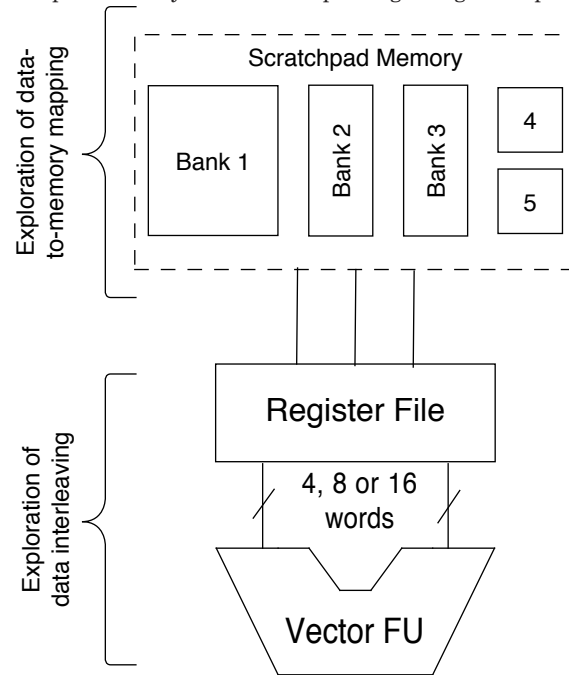 Scratchpad Memory
Exploration of data-
to-memory mapping
Bank 1
Bank 2
Bank 3
4
5
Register File
Exploration of
data interleaving
4, 8 or 16
words
Vector FU